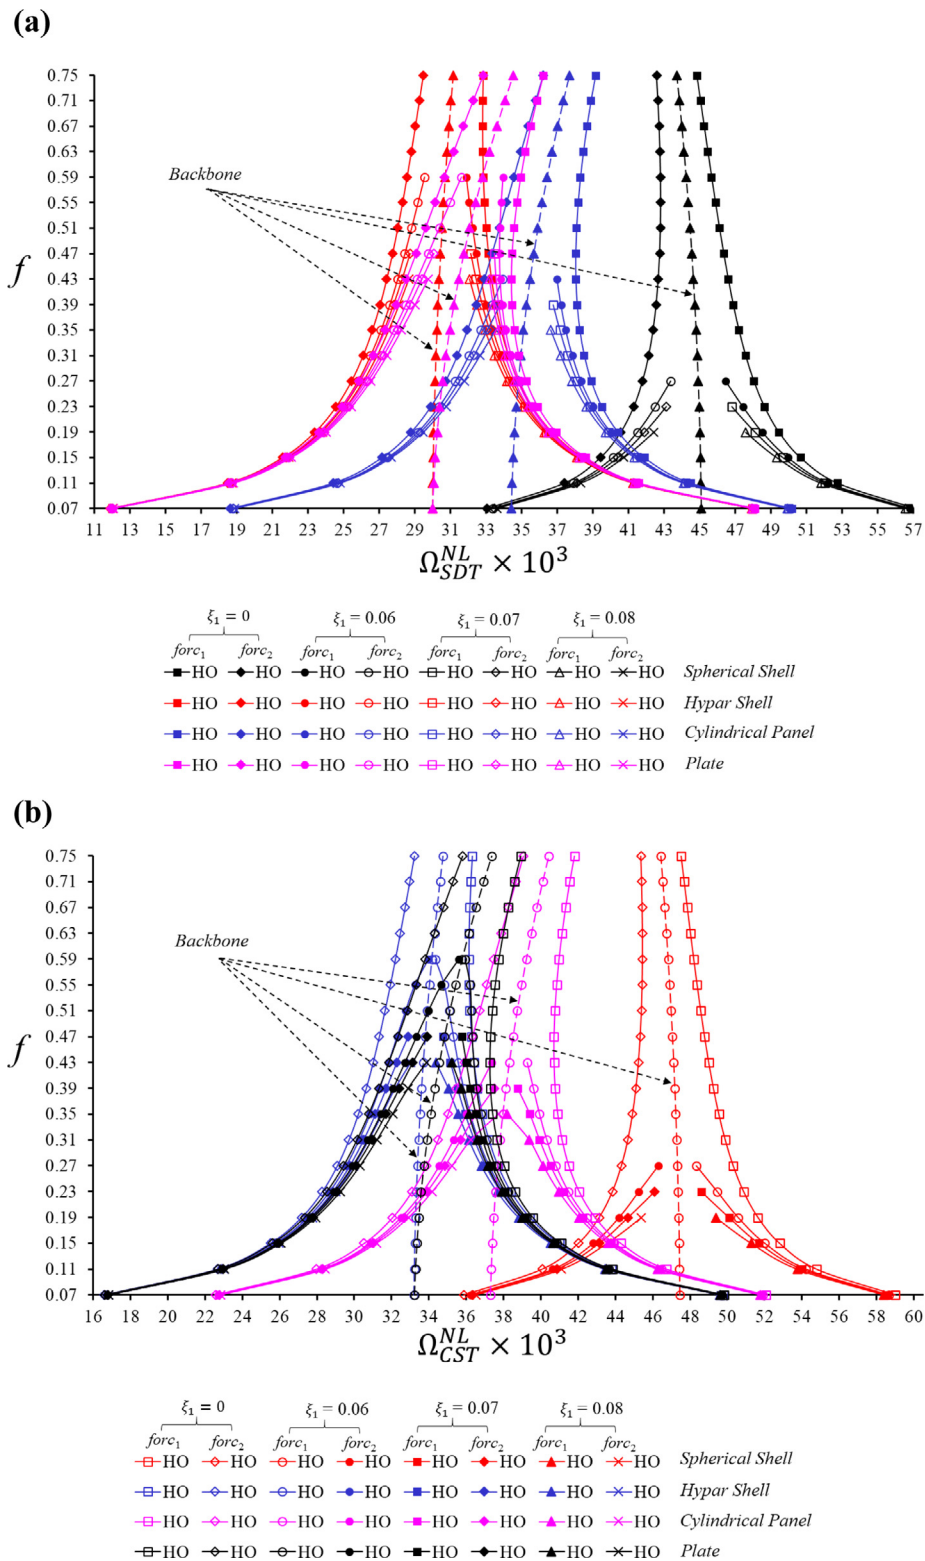 (a)
0.75
0.71
0.67
0.63
0.59
0.55
0.51
0.47
0.43
0.39
0.35
0.31
0.27
0.23
0.19
0.15
0.11
0.07
f
Backbone
11 13 15 17 19 21 23 25 27 29 31 33 35 37 39 41 43 45 47 49 51 53 55 57
Ω_{SDT}^{NL} × 10³
ξ₁ = 0 ξ₁ = 0.06 ξ₁ = 0.07 ξ₁ = 0.08
forc₁ forc₂ forc₁ forc₂ forc₁ forc₂ forc₁ forc₂
HO HO HO HO HO HO HO HO Spherical Shell
HO HO HO HO HO HO HO HO Hypar Shell
HO HO HO HO HO HO HO HO Cylindrical Panel
HO HO HO HO HO HO HO HO Plate
(b)
0.75
0.71
0.67
0.63
0.59
0.55
0.51
0.47
0.43
0.39
0.35
0.31
0.27
0.23
0.19
0.15
0.11
0.07
f
Backbone
16 18 20 22 24 26 28 30 32 34 36 38 40 42 44 46 48 50 52 54 56 58 60
Ω_{CST}^{NL} × 10³
ξ₁ = 0 ξ₁ = 0.06 ξ₁ = 0.07 ξ₁ = 0.08
forc₁ forc₂ forc₁ forc₂ forc₁ forc₂ forc₁ forc₂
HO HO HO HO HO HO HO HO Spherical Shell
HO HO HO HO HO HO HO HO Hypar Shell
HO HO HO HO HO HO HO HO Cylindrical Panel
HO HO HO HO HO HO HO HO Plate